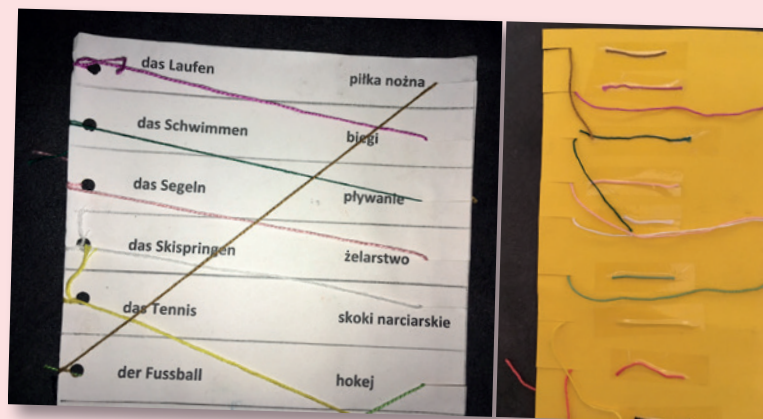 das Laufen piłka nożna
das Schwimmen biegi
das Segeln pływanie
das Skispringen żelarstwo
das Tennis skoki narciarskie
der Fussball hokej